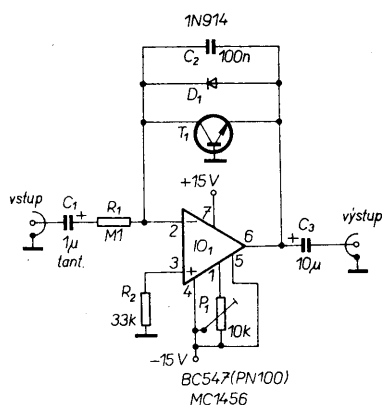 1N914
C2 100n
D1
T1
vstup
C1 +
R1
+15V
1µ
tant.
M1
2 − 7
IO1
6
+ C3
výstup
3 + 1 5
4
10µ
R2
33k
P1
10k
−15V
BC547(PN100)
MC1456